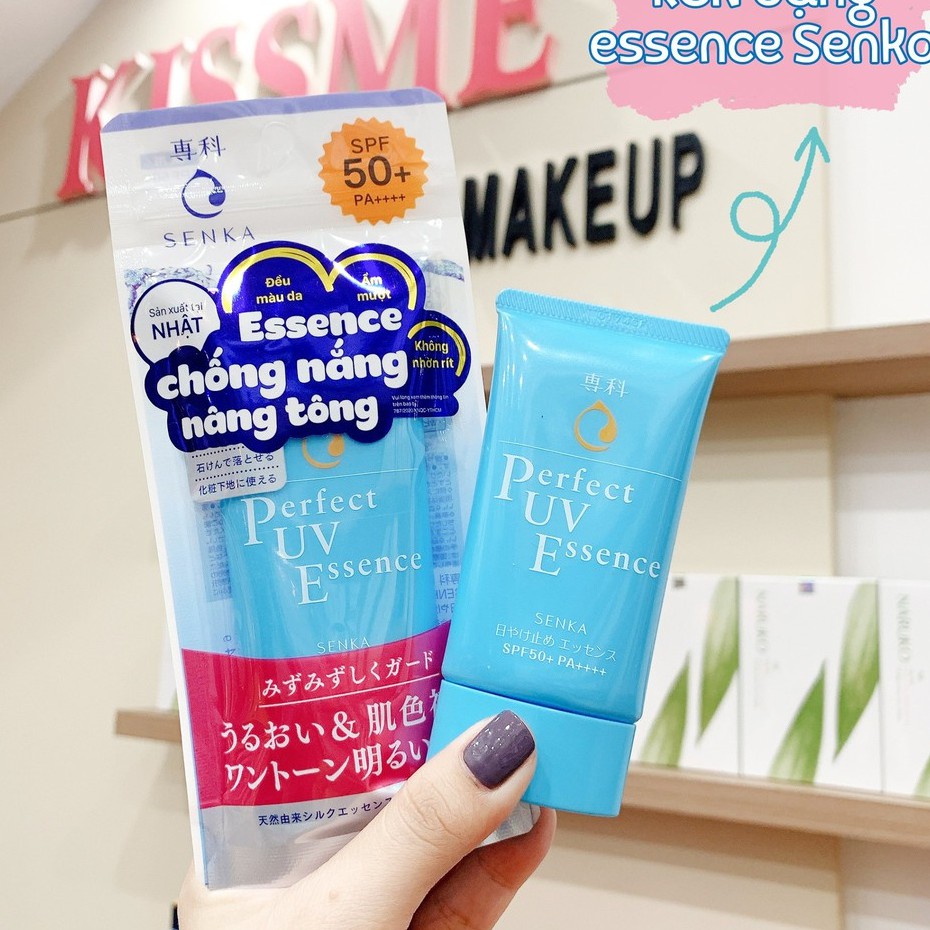 KISSME
MAKEUP
KCN dạng
essence Senka
専科
SENKA
SPF
50+
PA++++
Đều
màu da
Ẩm
mượt
Không
nhờn rít
Sản xuất tại
NHẬT
Essence
chống nắng
nâng tông
石けんで落とせる
化粧下地に使える
Perfect
UV
Essence
SENKA
みずみずしくガード
うるおい&肌色
ワントーン明るい
天然由来シルクエッセンス
専科
Perfect
UV
Essence
SENKA
日やけ止め エッセンス
SPF50+ PA++++
NARUKO
NARUKO